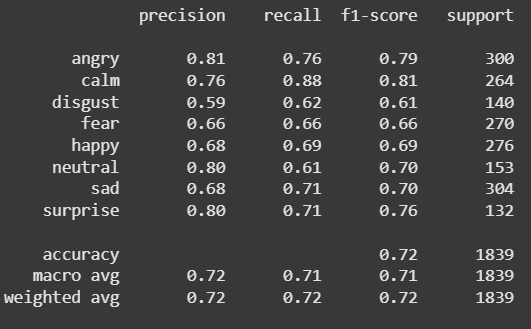 precision recall f1-score support
angry 0.81 0.76 0.79 300
calm 0.76 0.88 0.81 264
disgust 0.59 0.62 0.61 140
fear 0.66 0.66 0.66 270
happy 0.68 0.69 0.69 276
neutral 0.80 0.61 0.70 153
sad 0.68 0.71 0.70 304
surprise 0.80 0.71 0.76 132
accuracy 0.72 1839
macro avg 0.72 0.71 0.71 1839
weighted avg 0.72 0.72 0.72 1839